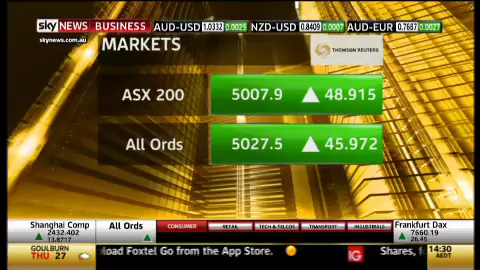 sky NEWS BUSINESS AUD-USD 1.0332 0.0025 NZD-USD 0.8409 0.0007 AUD-EUR 0.7687 0.0027
skynews.com.au
MARKETS
THOMSON REUTERS
ASX 200 5007.9 ▲ 48.915
All Ords 5027.5 ▲ 45.972
Shanghai Comp All Ords CONSUMER RETAIL TECH & TELCOS TRANSPORT INDUSTRIALS Frankfurt Dax
2432.402 7660.19
▲ 13.8717 ▲ ▲ 26.45
GOULBURN
THU 27 load Foxtel Go from the App Store. IG Shares, f 14:30
AEDT